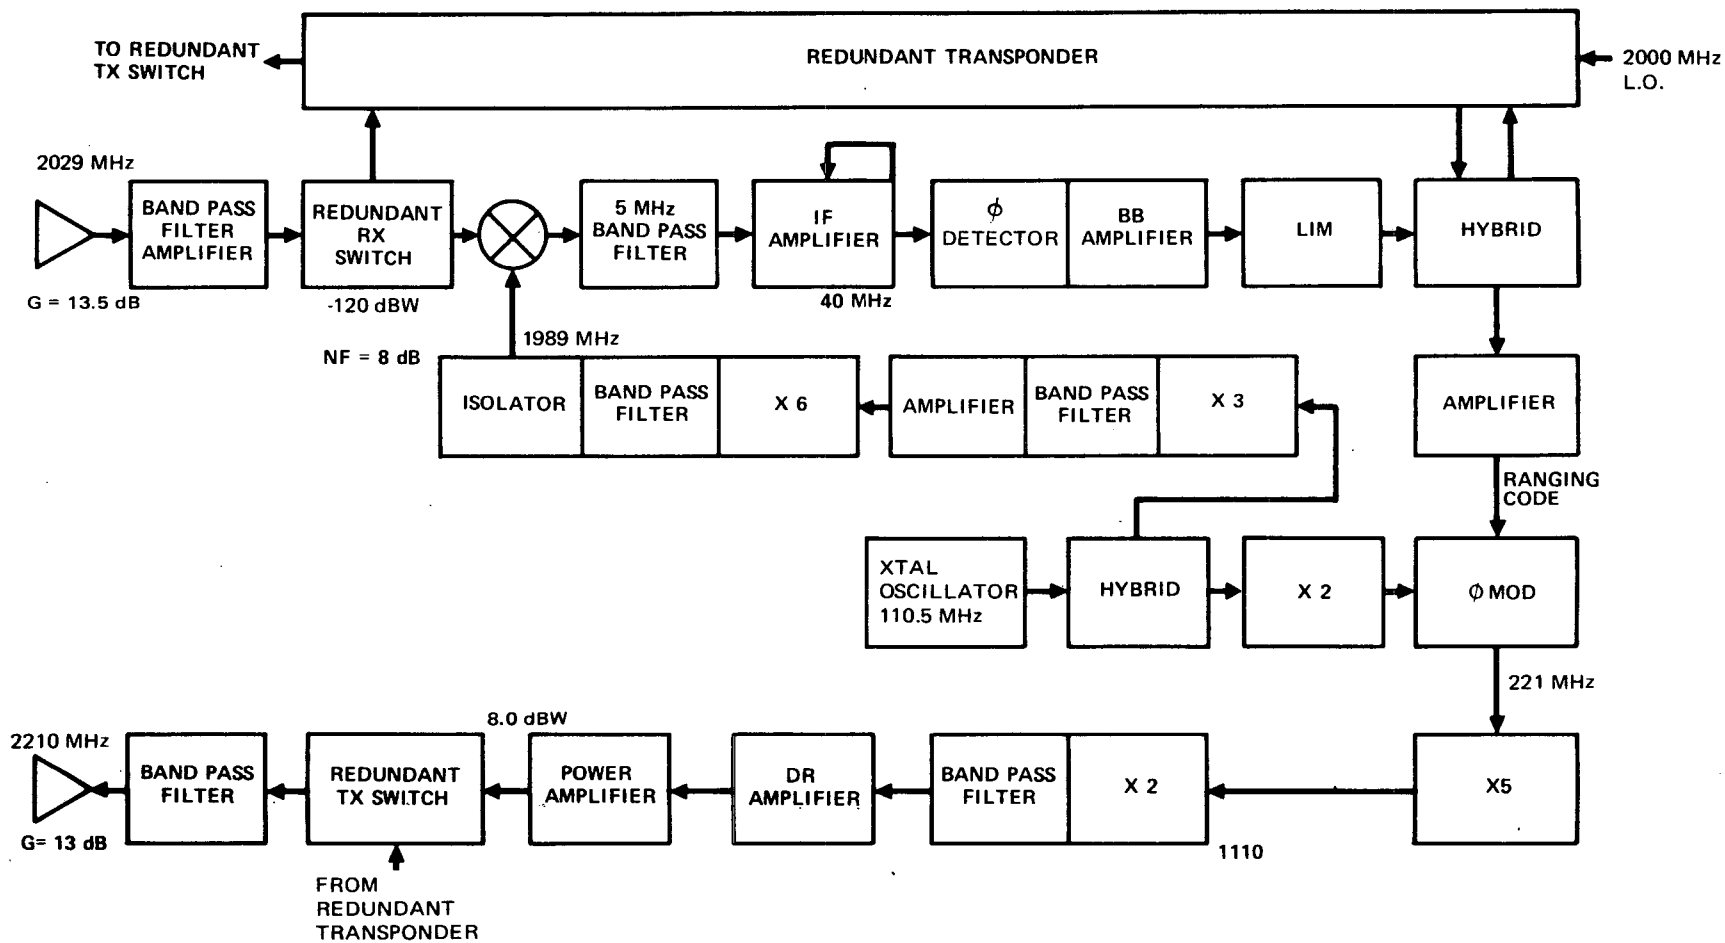 TO REDUNDANT
TX SWITCH
REDUNDANT TRANSPONDER
2000 MHz
L.O.
2029 MHz
G = 13.5 dB
BAND PASS
FILTER
AMPLIFIER
REDUNDANT
RX
SWITCH
-120 dBW
NF = 8 dB
5 MHz
BAND PASS
FILTER
IF
AMPLIFIER
40 MHz
ϕ
DETECTOR
BB
AMPLIFIER
LIM
HYBRID
1989 MHz
ISOLATOR
BAND PASS
FILTER
X 6
AMPLIFIER
BAND PASS
FILTER
X 3
AMPLIFIER
RANGING
CODE
XTAL
OSCILLATOR
110.5 MHz
HYBRID
X 2
ϕ MOD
221 MHz
2210 MHz
G= 13 dB
BAND PASS
FILTER
REDUNDANT
TX SWITCH
8.0 dBW
POWER
AMPLIFIER
DR
AMPLIFIER
BAND PASS
FILTER
X 2
1110
X5
FROM
REDUNDANT
TRANSPONDER